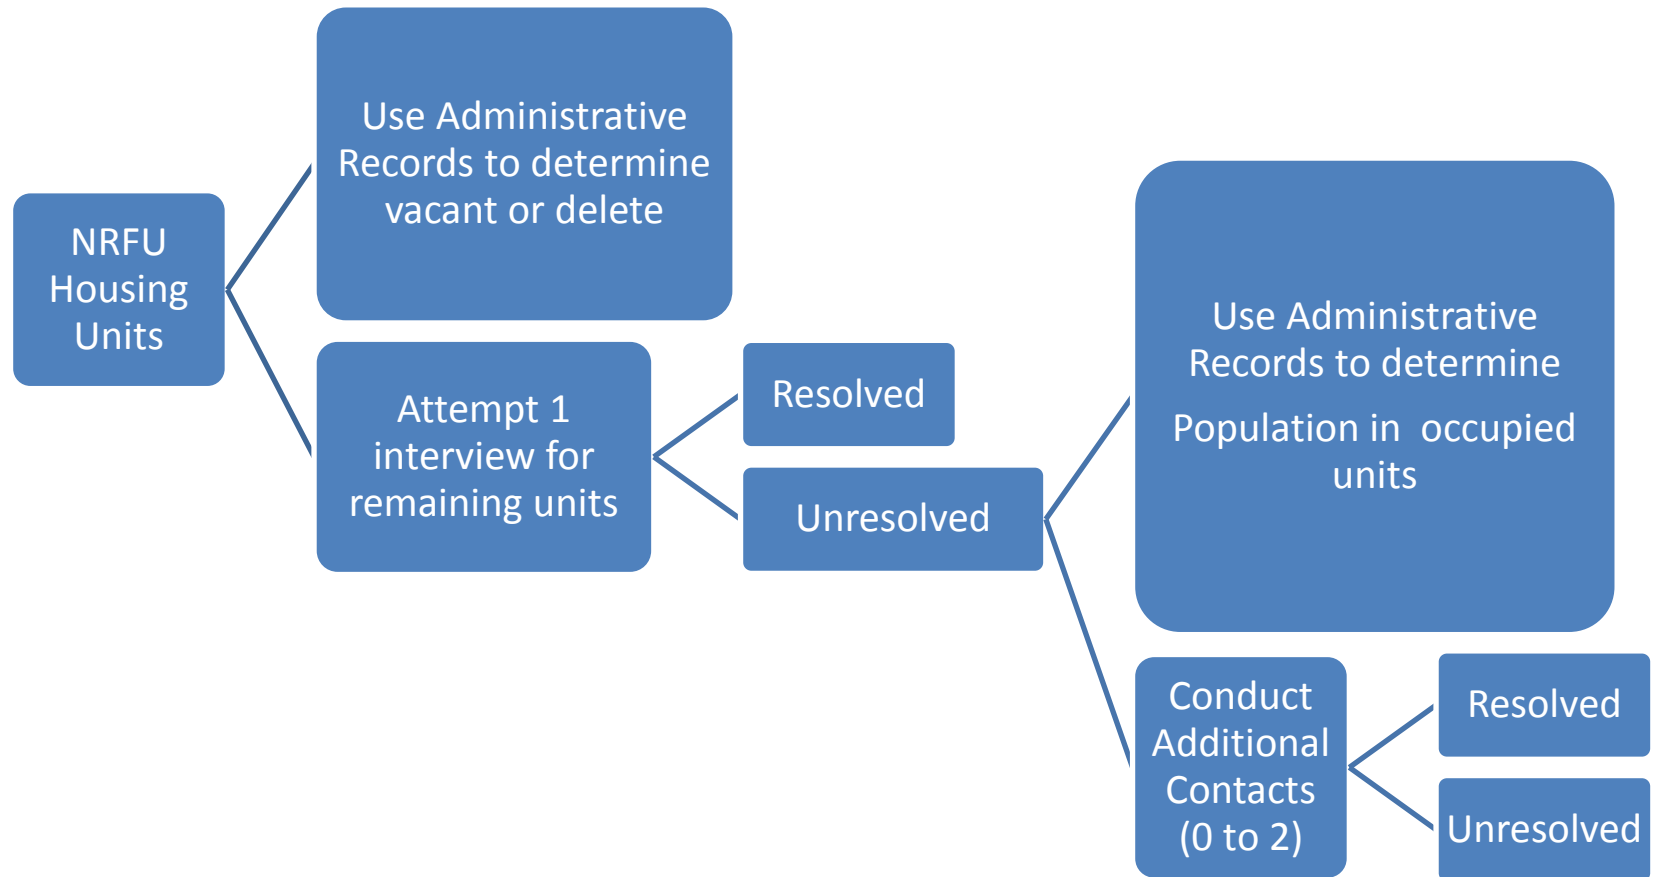 NRFU
Housing
Units
Use Administrative
Records to determine
vacant or delete
Attempt 1
interview for
remaining units
Resolved
Unresolved
Use Administrative
Records to determine
Population in occupied
units
Conduct
Additional
Contacts
(0 to 2)
Resolved
Unresolved